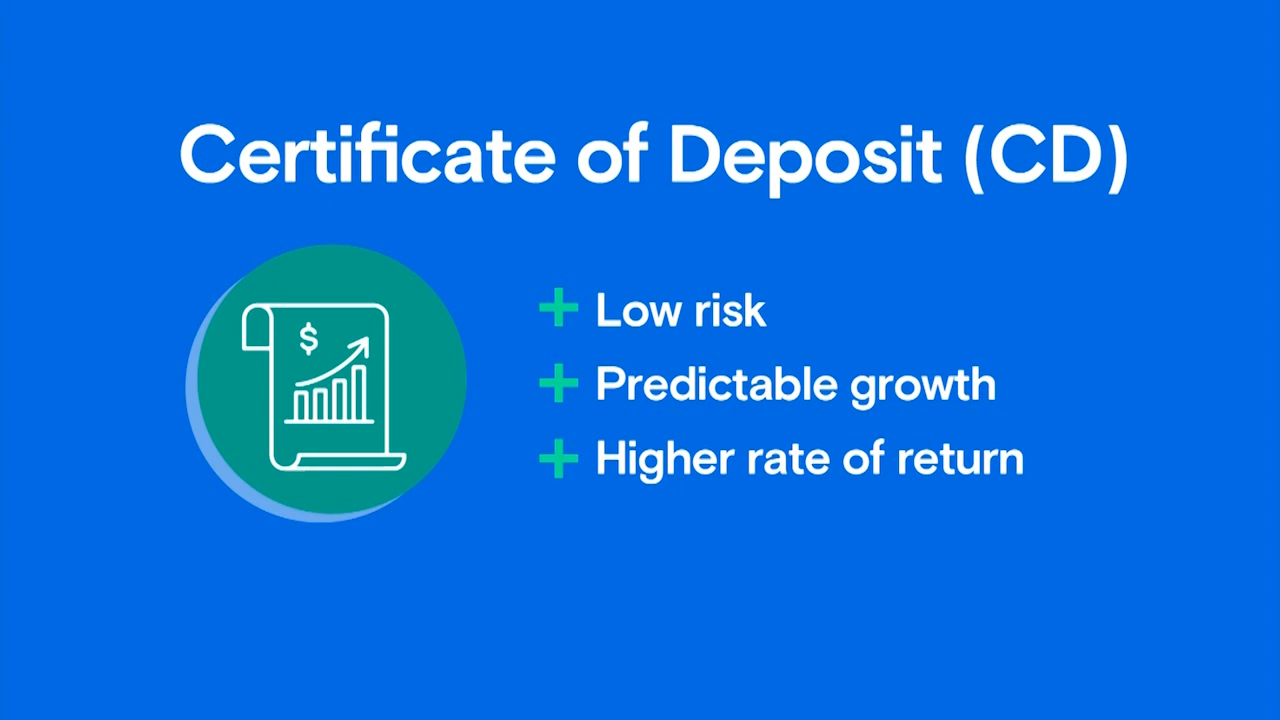 Certificate of Deposit (CD)
$
+ Low risk
+ Predictable growth
+ Higher rate of return